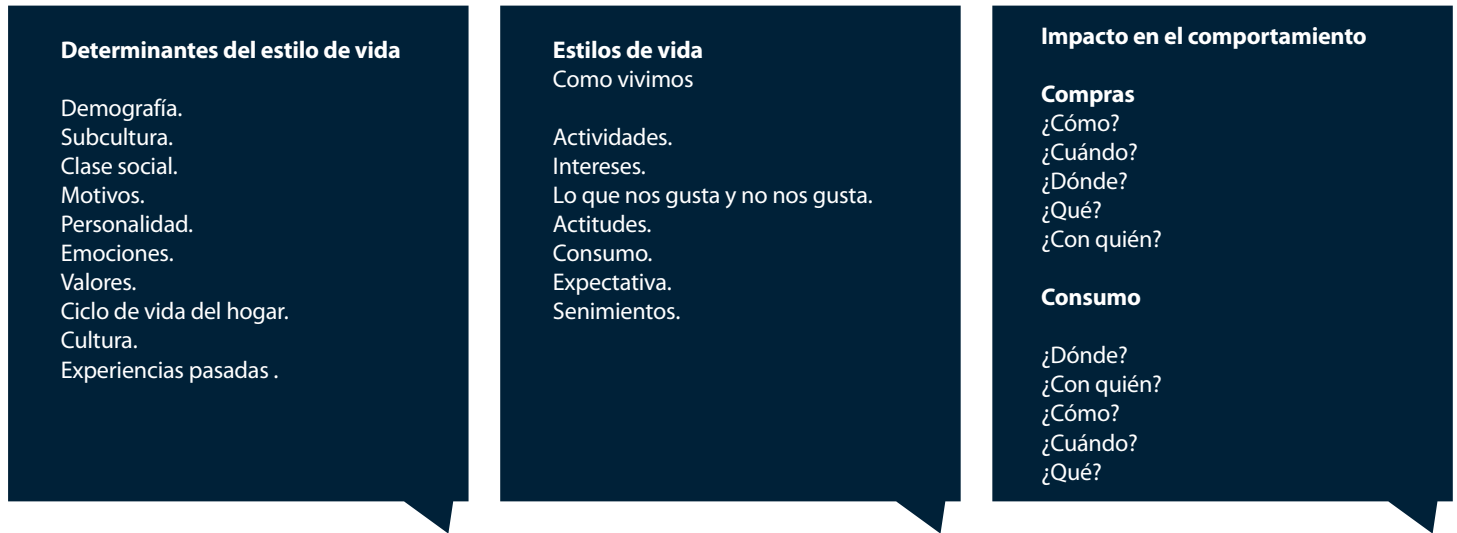 Determinantes del estilo de vida
Demografía.
Subcultura.
Clase social.
Motivos.
Personalidad.
Emociones.
Valores.
Ciclo de vida del hogar.
Cultura.
Experiencias pasadas .
Estilos de vida
Como vivimos
Actividades.
Intereses.
Lo que nos gusta y no nos gusta.
Actitudes.
Consumo.
Expectativa.
Senimientos.
Impacto en el comportamiento
Compras
¿Cómo?
¿Cuándo?
¿Dónde?
¿Qué?
¿Con quién?
Consumo
¿Dónde?
¿Con quién?
¿Cómo?
¿Cuándo?
¿Qué?